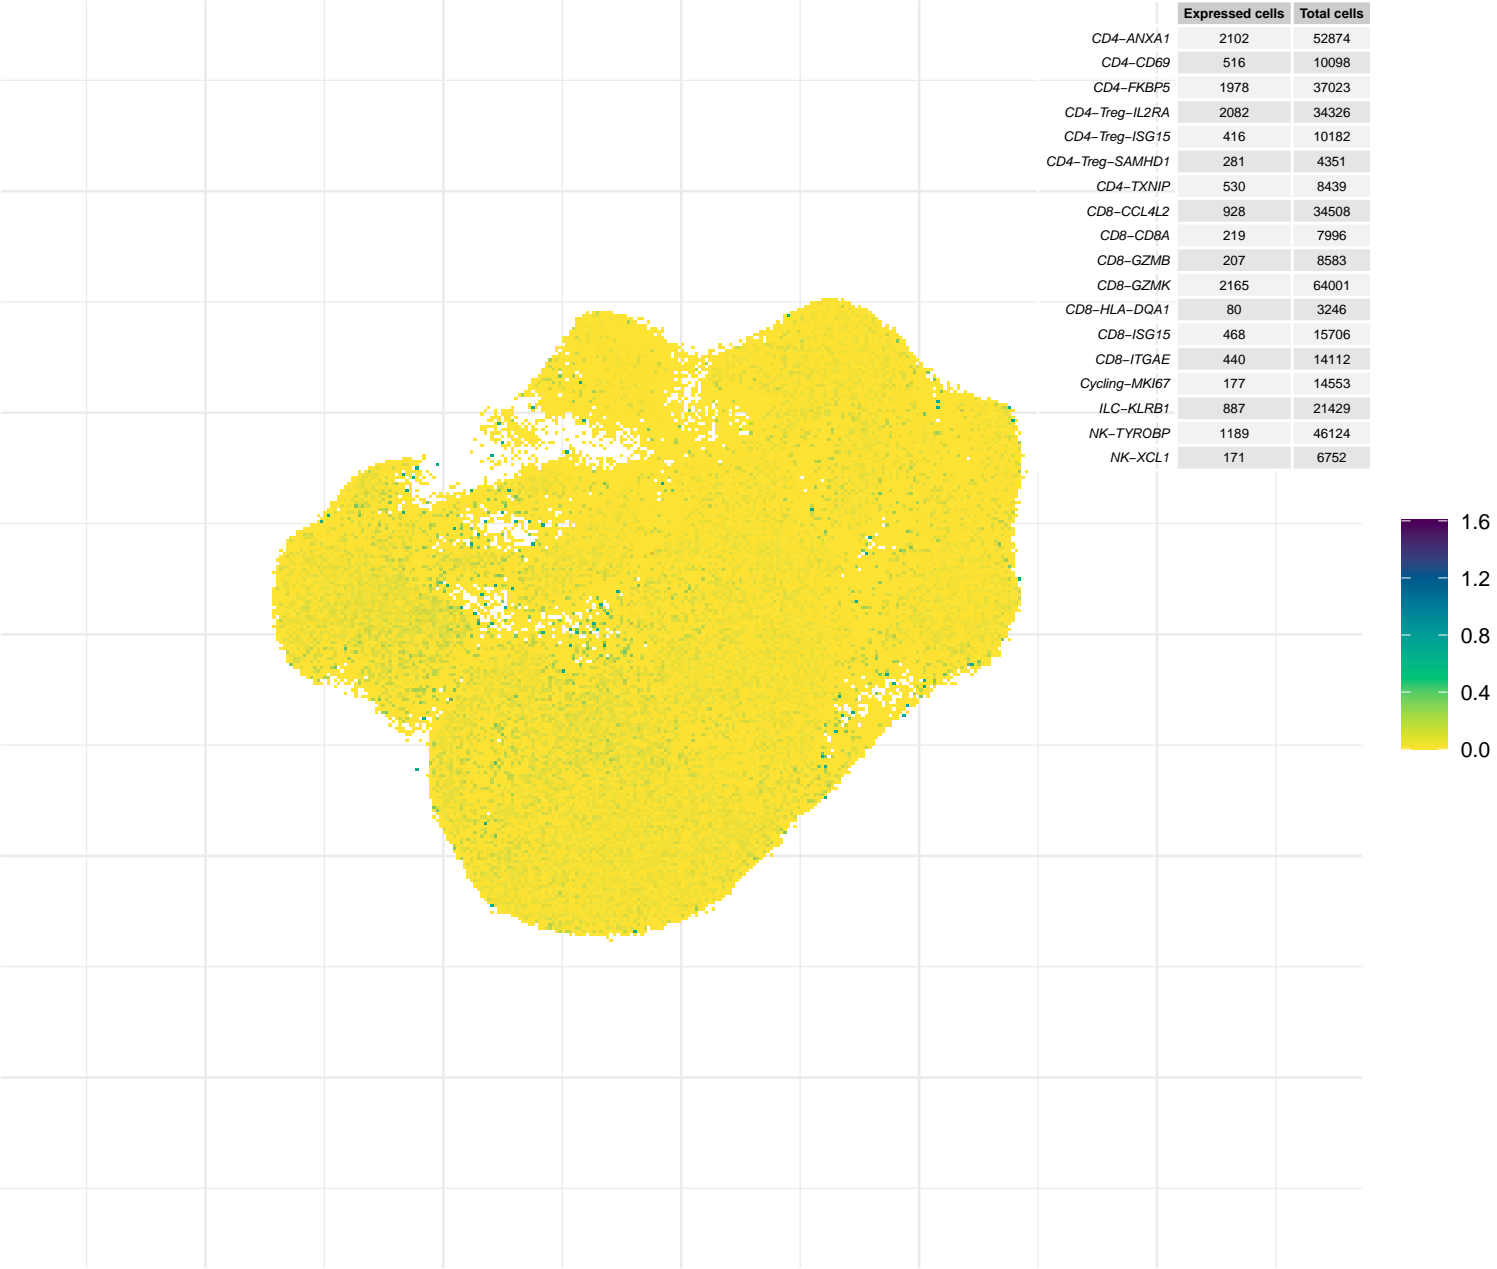 Expressed cells Total cells
CD4−ANXA1 2102 52874
CD4−CD69 516 10098
CD4−FKBP5 1978 37023
CD4−Treg−IL2RA 2082 34326
CD4−Treg−ISG15 416 10182
CD4−Treg−SAMHD1 281 4351
CD4−TXNIP 530 8439
CD8−CCL4L2 928 34508
CD8−CD8A 219 7996
CD8−GZMB 207 8583
CD8−GZMK 2165 64001
CD8−HLA−DQA1 80 3246
CD8−ISG15 468 15706
CD8−ITGAE 440 14112
Cycling−MKI67 177 14553
ILC−KLRB1 887 21429
NK−TYROBP 1189 46124
NK−XCL1 171 6752
1.6
1.2
0.8
0.4
0.0